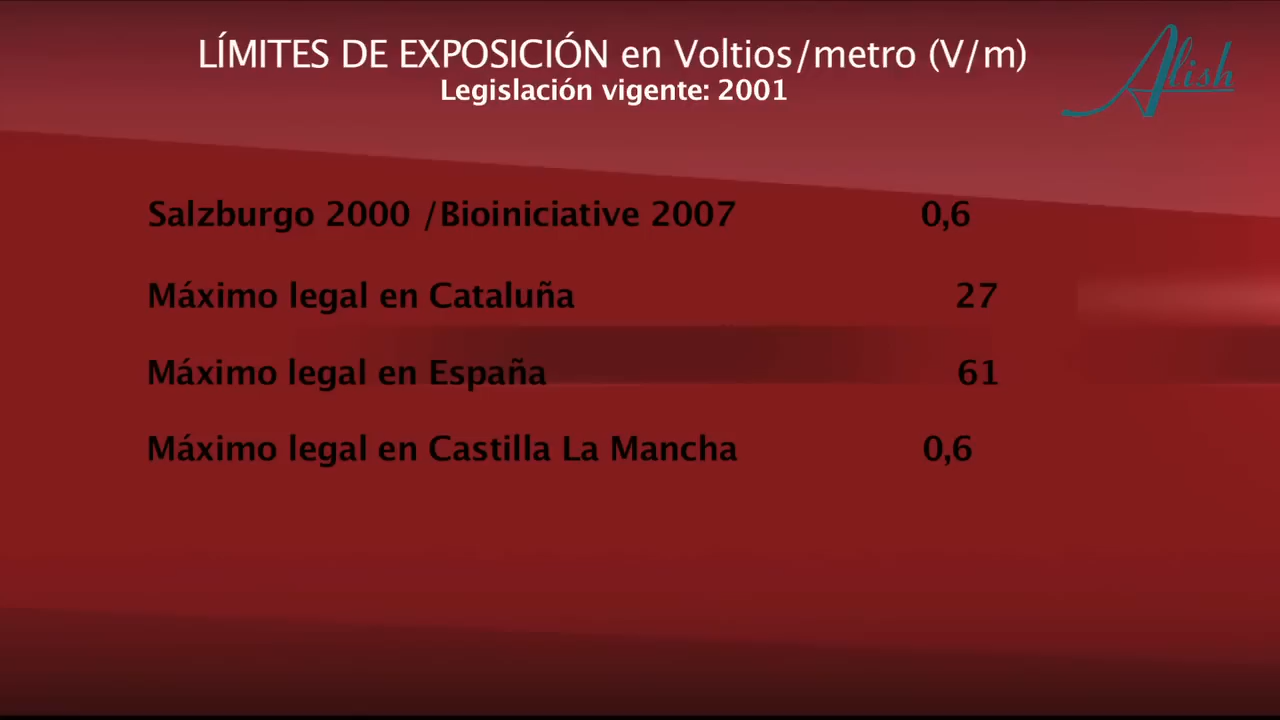 LÍMITES DE EXPOSICIÓN en Voltios/metro (V/m)
Legislación vigente: 2001
Alish
Salzburgo 2000 /Bioiniciative 2007 0,6
Máximo legal en Cataluña 27
Máximo legal en España 61
Máximo legal en Castilla La Mancha 0,6